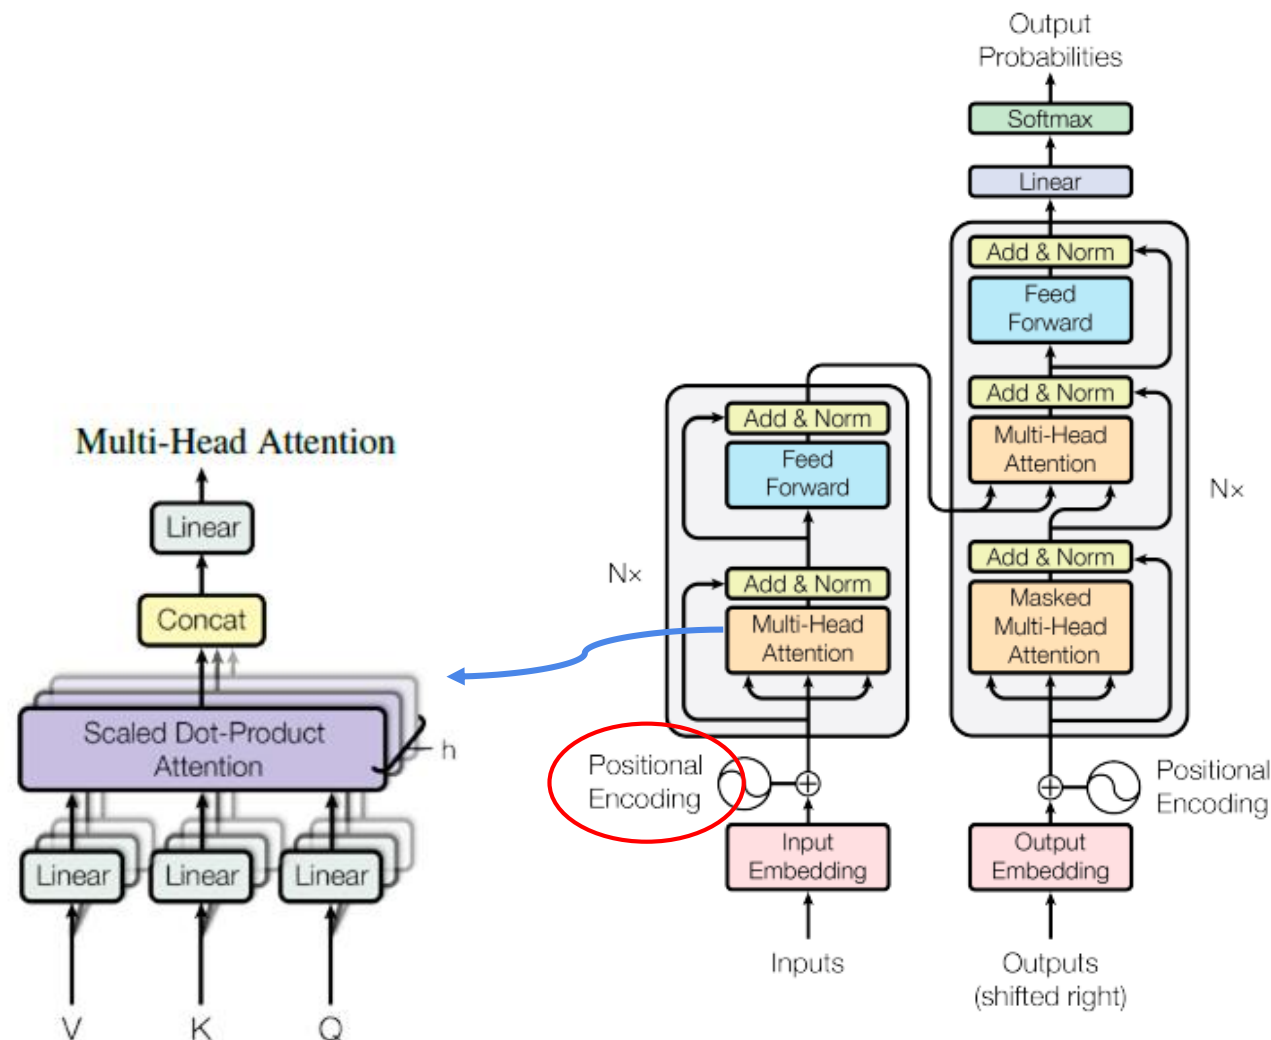 Multi-Head Attention
Linear
Concat
Scaled Dot-Product
Attention
h
Linear
Linear
Linear
V
K
Q
Add & Norm
Feed
Forward
Nx
Add & Norm
Multi-Head
Attention
Positional
Encoding
Input
Embedding
Inputs
Output
Probabilities
Softmax
Linear
Add & Norm
Feed
Forward
Add & Norm
Multi-Head
Attention
Nx
Add & Norm
Masked
Multi-Head
Attention
Positional
Encoding
Output
Embedding
Outputs
(shifted right)